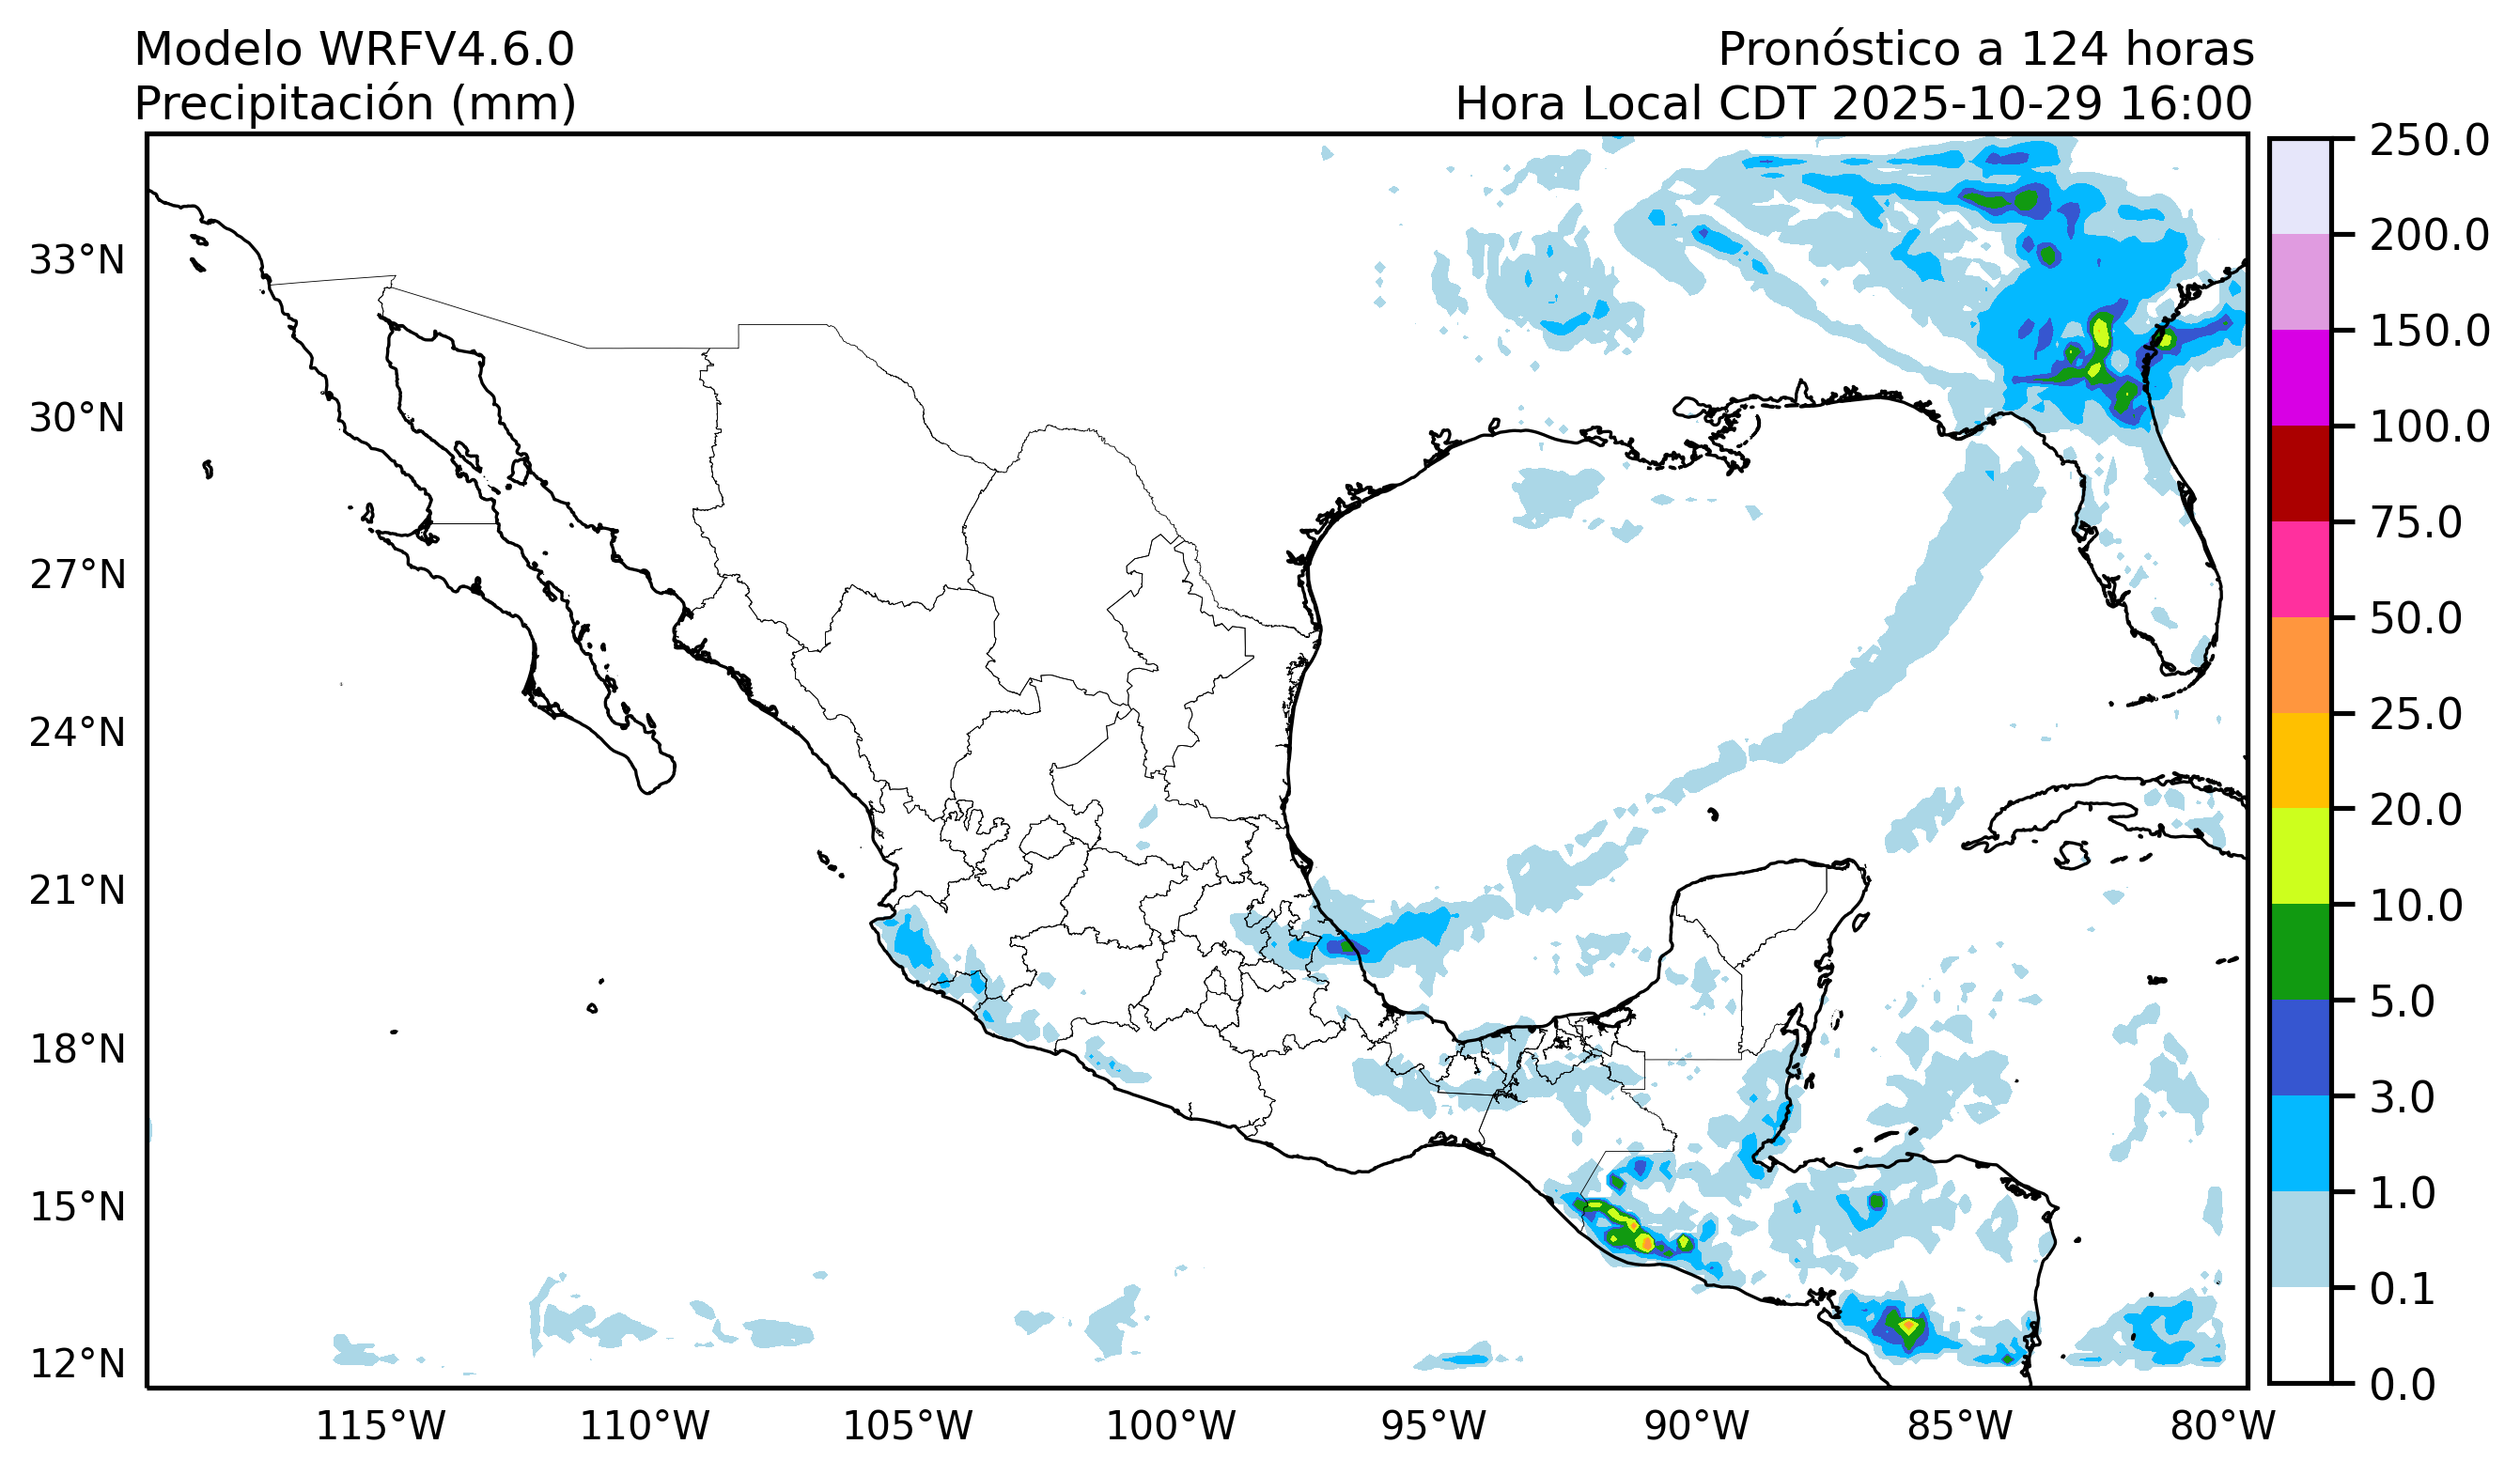 Modelo WRFV4.6.0
Precipitación (mm)
Pronóstico a 124 horas
Hora Local CDT 2025-10-29 16:00
33°N
30°N
27°N
24°N
21°N
18°N
15°N
12°N
115°W
110°W
105°W
100°W
95°W
90°W
85°W
80°W
250.0
200.0
150.0
100.0
75.0
50.0
25.0
20.0
10.0
5.0
3.0
1.0
0.1
0.0